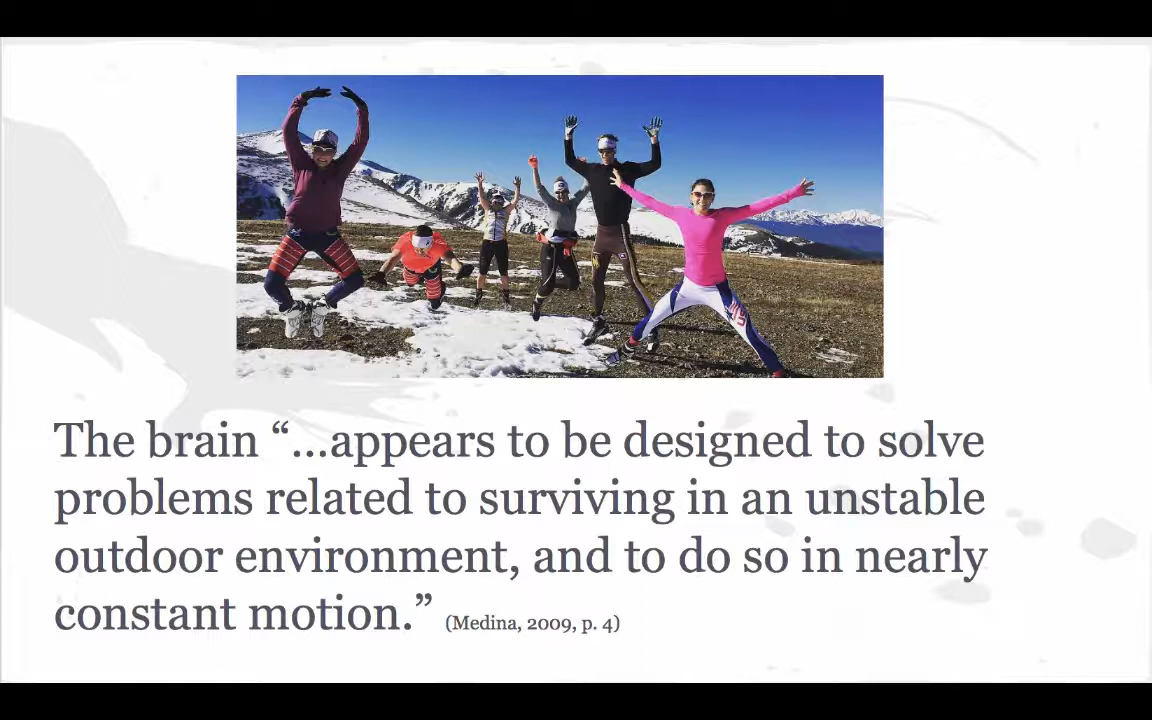 The brain “...appears to be designed to solve
problems related to surviving in an unstable
outdoor environment, and to do so in nearly
constant motion.” (Medina, 2009, p. 4)